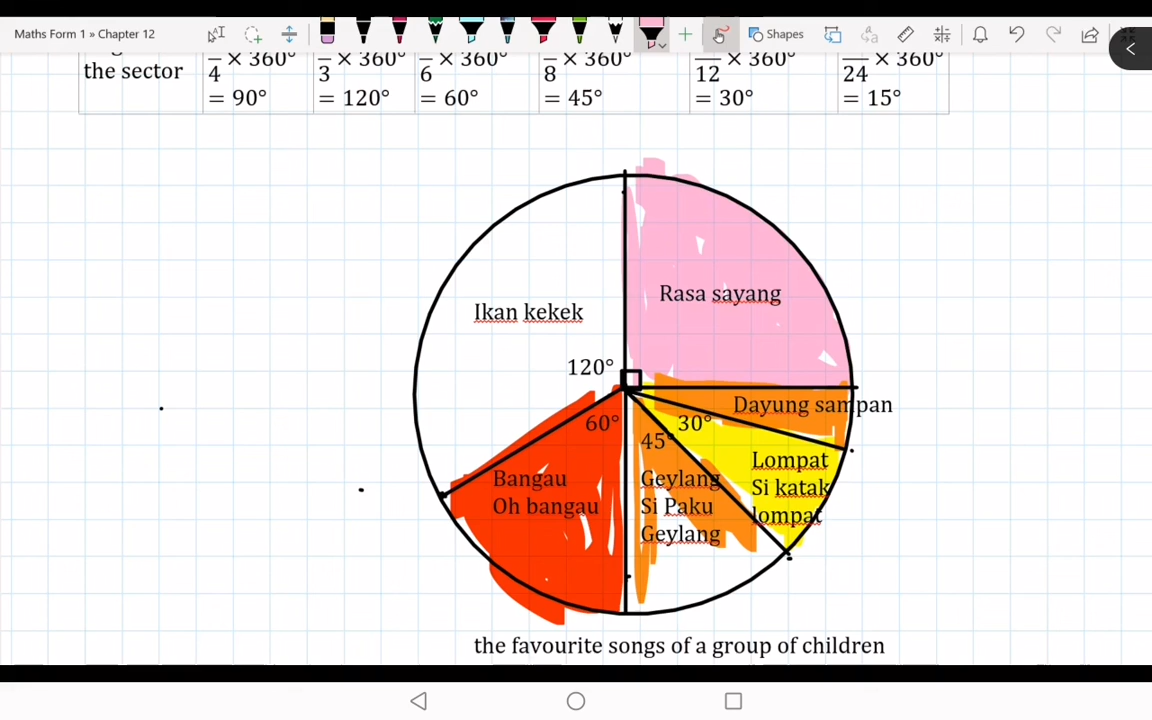 Maths Form 1 » Chapter 12
Shapes
the sector
4 × 360°
= 90°
3 × 360°
= 120°
6 × 360°
= 60°
8 × 360°
= 45°
12 × 360°
= 30°
24 × 360°
= 15°
Rasa sayang
Ikan kekek
120°
Dayung sampan
60°
30°
45°
Lompat
Si katak
lompat
Bangau
Oh bangau
Geylang
Si Paku
Geylang
the favourite songs of a group of children